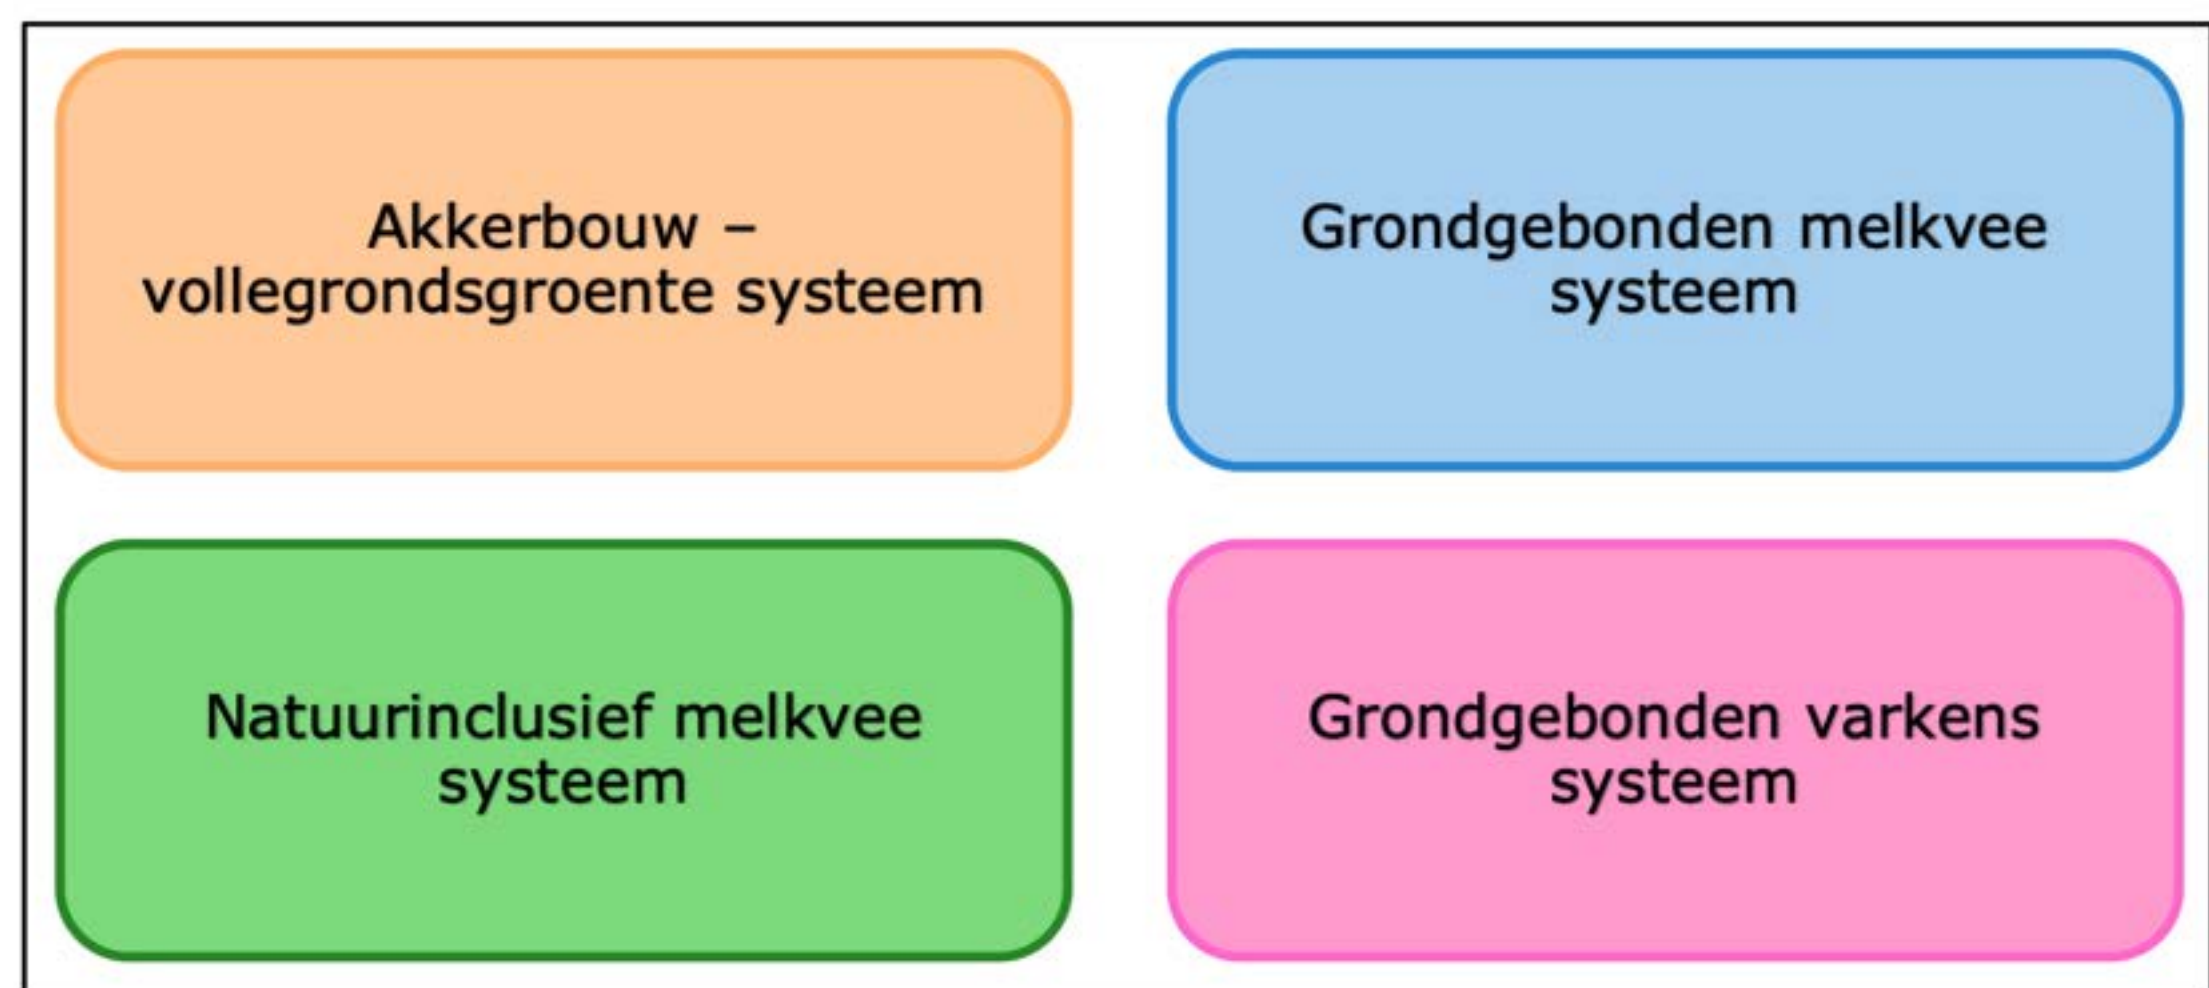 Akkerbouw –
vollegrondsgroente systeem
Grondgebonden melkvee
systeem
Natuurinclusief melkvee
systeem
Grondgebonden varkens
systeem